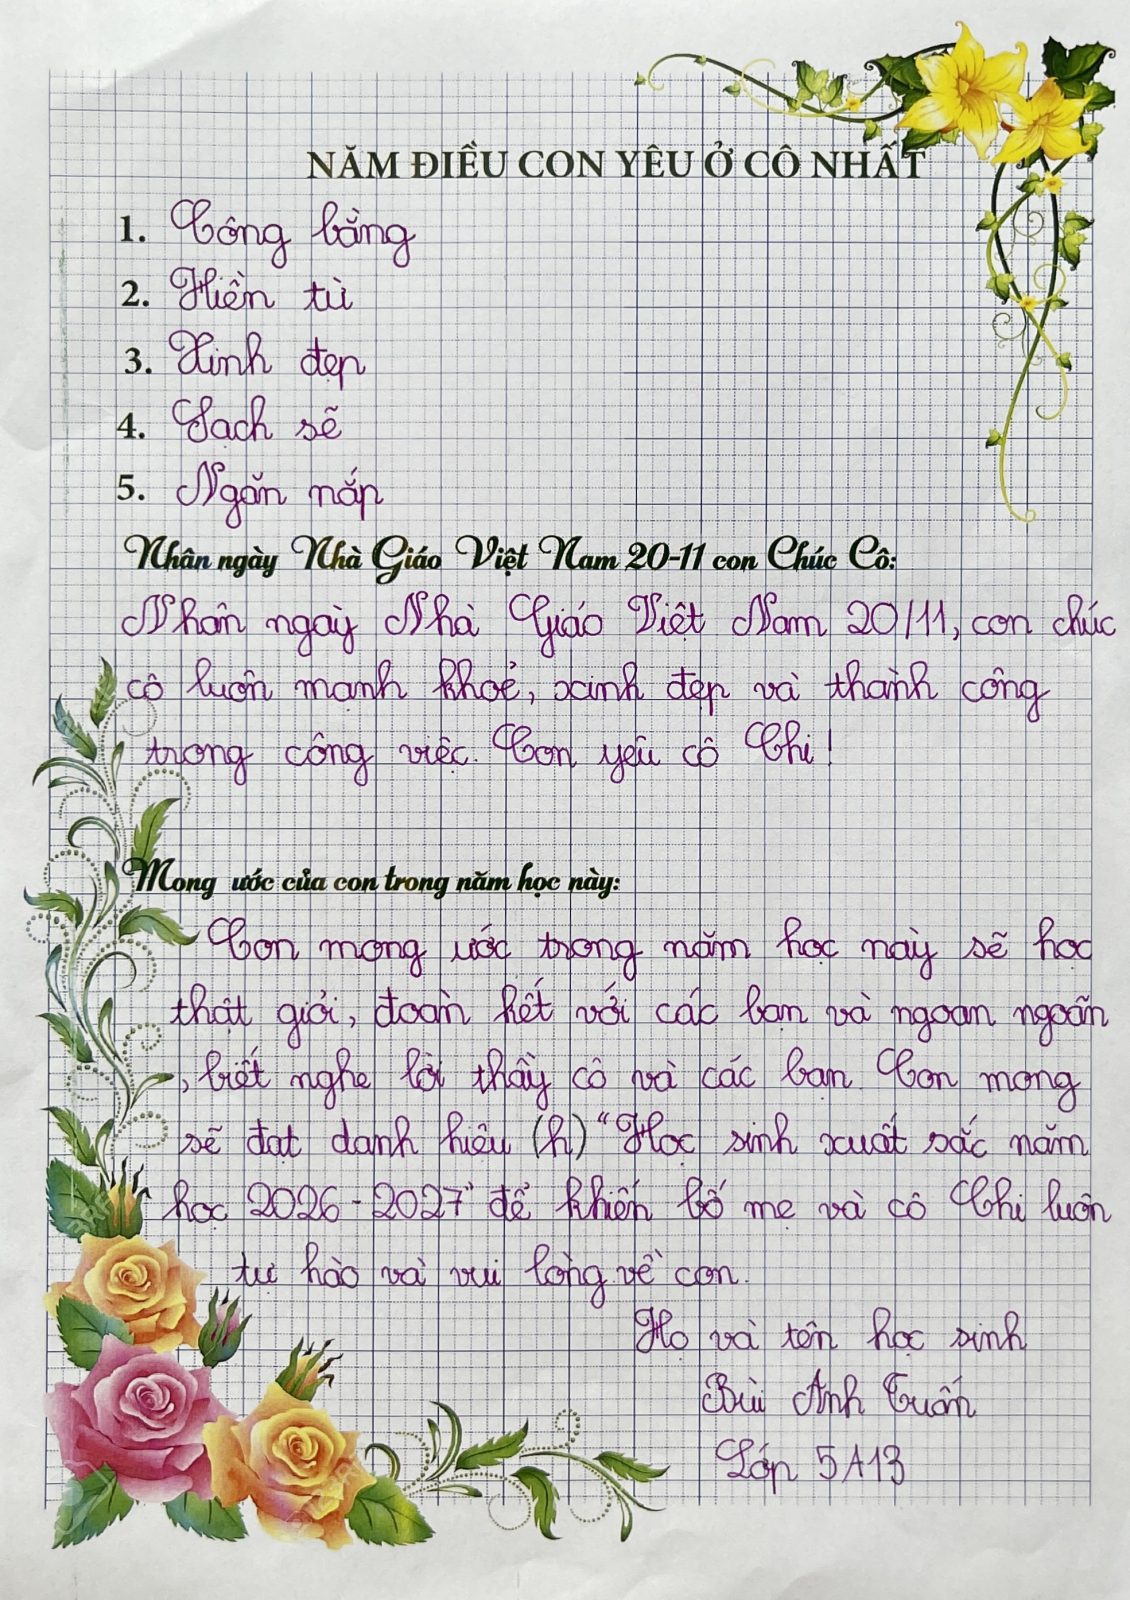 NĂM ĐIỀU CON YÊU Ở CÔ NHẤT
1. Công bằng
2. Hiền từ
3. Xinh đẹp
4. Sạch sẽ
5. Ngăn nắp
Nhân ngày Nhà Giáo Việt Nam 20-11 con Chúc Cô:
Nhân ngày Nhà Giáo Việt Nam 20/11, con chúc
cô luôn mạnh khoẻ, xinh đẹp và thành công
trong công việc. Con yêu cô Chi!
Mong ước của con trong năm học này:
Con mong ước trong năm học này sẽ học
thật giỏi, đoàn kết với các bạn và ngoan ngoãn
, biết nghe lời thầy cô và các bạn. Con mong
sẽ đạt danh hiệu (h) "Học sinh xuất sắc năm
học 2026-2027" để khiến bố mẹ và cô Chi luôn
tự hào và vui lòng về con.
Họ và tên học sinh
Bùi Anh Tuấn
Lớp 5A13